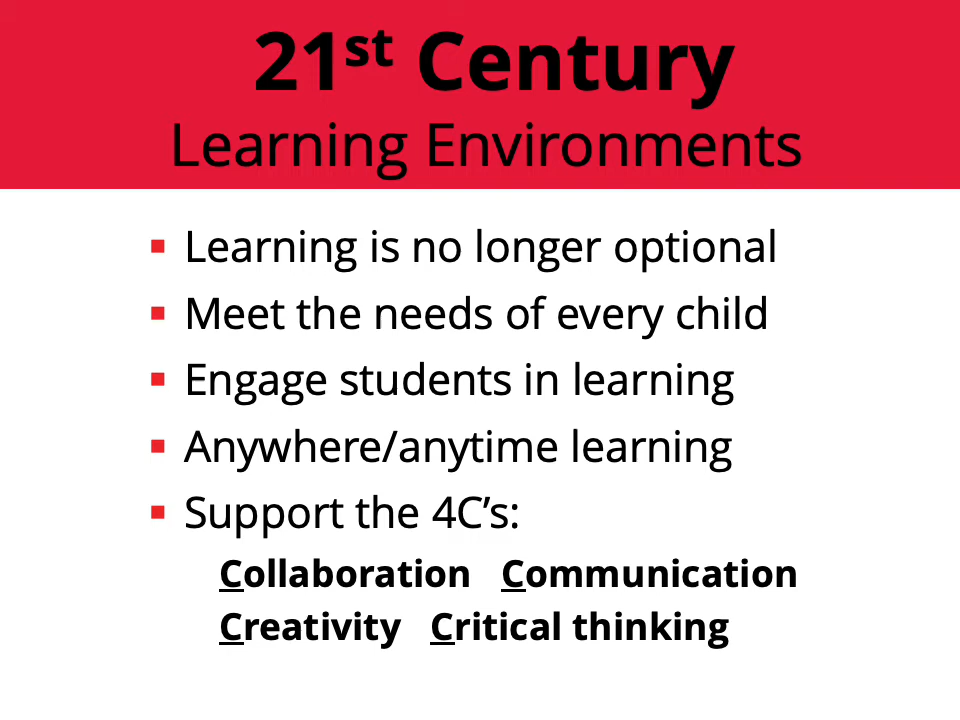 21st Century
Learning Environments
▪ Learning is no longer optional
▪ Meet the needs of every child
▪ Engage students in learning
▪ Anywhere/anytime learning
▪ Support the 4C’s:
Collaboration Communication
Creativity Critical thinking